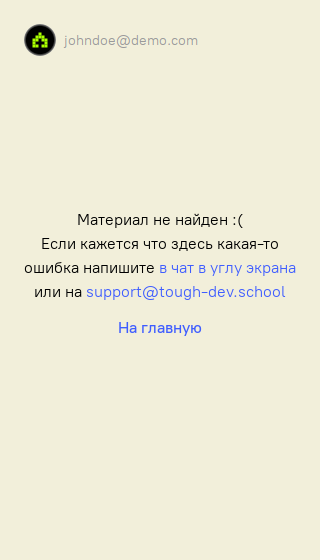 johndoe@demo.com
Материал не найден :(
Если кажется что здесь какая-то
ошибка напишите в чат в углу экрана
или на support@tough-dev.school
На главную